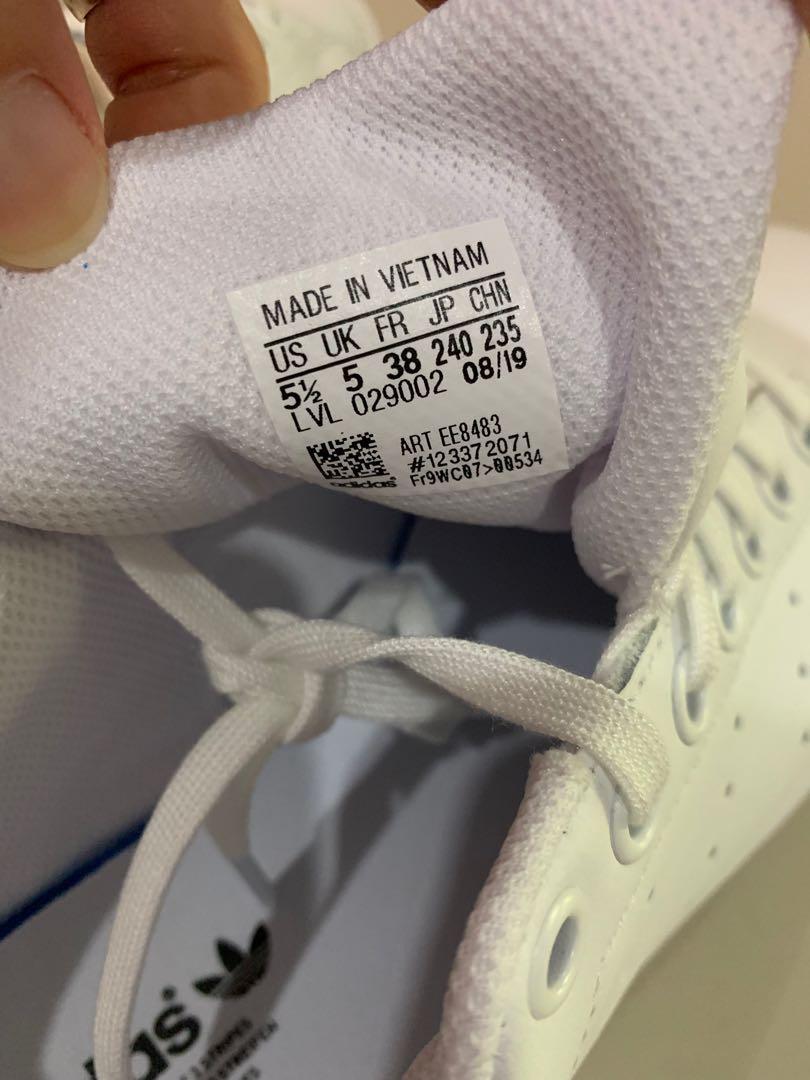 MADE IN VIETNAM
US UK FR JP CHN
5½ 5 38 240 235
LVL 029002 08/19
ART EE8483
#123372071
Fr9WC07>00534
adidas